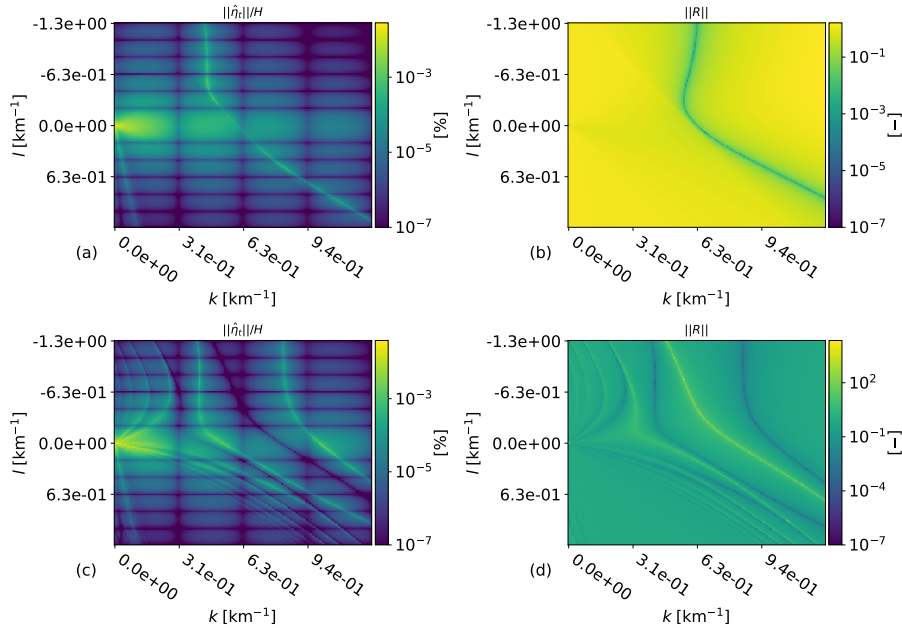 ||η̂ₜ||/H
-1.3e+00
-6.3e-01
0.0e+00
6.3e-01
l [km⁻¹]
10⁻³
10⁻⁵
10⁻⁷
[%]
(a)
0.0e+00
3.1e-01
6.3e-01
9.4e-01
k [km⁻¹]
||R||
-1.3e+00
-6.3e-01
0.0e+00
6.3e-01
l [km⁻¹]
10⁻¹
10⁻³
10⁻⁵
10⁻⁷
[−]
(b)
0.0e+00
3.1e-01
6.3e-01
9.4e-01
k [km⁻¹]
||η̂ₜ||/H
-1.3e+00
-6.3e-01
0.0e+00
6.3e-01
l [km⁻¹]
10⁻³
10⁻⁵
10⁻⁷
[%]
(c)
0.0e+00
3.1e-01
6.3e-01
9.4e-01
k [km⁻¹]
||R||
-1.3e+00
-6.3e-01
0.0e+00
6.3e-01
l [km⁻¹]
10²
10⁻¹
10⁻⁴
10⁻⁷
[−]
(d)
0.0e+00
3.1e-01
6.3e-01
9.4e-01
k [km⁻¹]